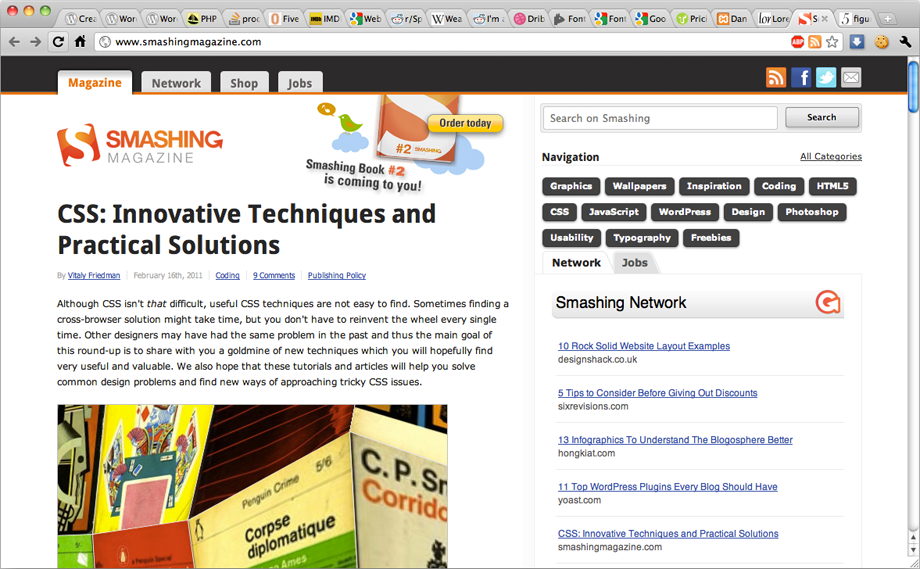 Crea
Wor
Wor
PHP
proc
Five
IMD
Web
r/Sp
Wea
I'm a
Drib
Font
Font
Goo
Prici
Dan
lor Lore
S
5 figu
www.smashingmagazine.com
ABP
Magazine
Network
Shop
Jobs
SMASHING
MAGAZINE
Order today
#2 SMASHING
Smashing Book #2
is coming to you!
Search on Smashing
Search
Navigation
All Categories
Graphics
Wallpapers
Inspiration
Coding
HTML5
CSS
JavaScript
WordPress
Design
Photoshop
Usability
Typography
Freebies
CSS: Innovative Techniques and
Practical Solutions
By Vitaly Friedman
February 16th, 2011
Coding
9 Comments
Publishing Policy
Although CSS isn't that difficult, useful CSS techniques are not easy to find. Sometimes finding a
cross-browser solution might take time, but you don't have to reinvent the wheel every single
time. Other designers may have had the same problem in the past and thus the main goal of
this round-up is to share with you a goldmine of new techniques which you will hopefully find
very useful and valuable. We also hope that these tutorials and articles will help you solve
common design problems and find new ways of approaching tricky CSS issues.
Penguin Crime
5/6
Corpse
diplomatique
Ames
a Penguin Special
C.P.Sn
Corrido
Network
Jobs
Smashing Network
10 Rock Solid Website Layout Examples
designshack.co.uk
5 Tips to Consider Before Giving Out Discounts
sixrevisions.com
13 Infographics To Understand The Blogosphere Better
hongkiat.com
11 Top WordPress Plugins Every Blog Should Have
yoast.com
CSS: Innovative Techniques and Practical Solutions
smashingmagazine.com